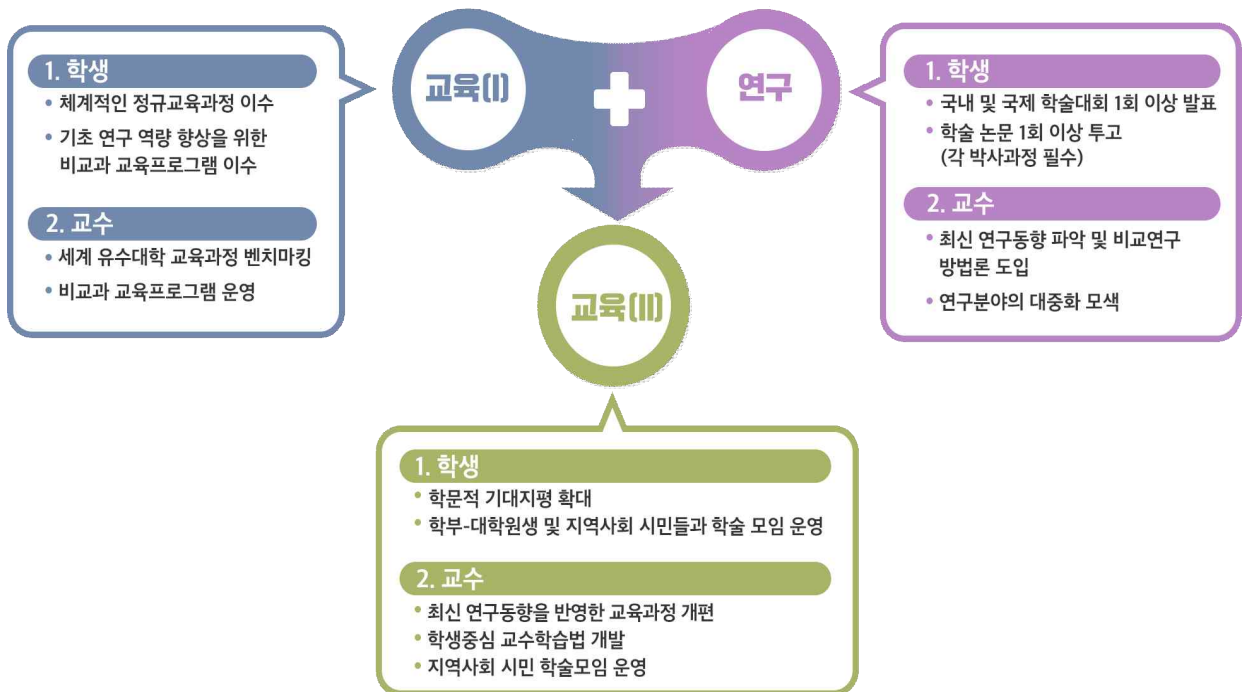 교육(I)
연구
1. 학생
• 체계적인 정규교육과정 이수
• 기초 연구 역량 향상을 위한
비교과 교육프로그램 이수
2. 교수
• 세계 유수대학 교육과정 벤치마킹
• 비교과 교육프로그램 운영
1. 학생
• 국내 및 국제 학술대회 1회 이상 발표
• 학술 논문 1회 이상 투고
(각 박사과정 필수)
2. 교수
• 최신 연구동향 파악 및 비교연구
방법론 도입
• 연구분야의 대중화 모색
교육(II)
1. 학생
• 학문적 기대지평 확대
• 학부-대학원생 및 지역사회 시민들과 학술 모임 운영
2. 교수
• 최신 연구동향을 반영한 교육과정 개편
• 학생중심 교수학습법 개발
• 지역사회 시민 학술모임 운영